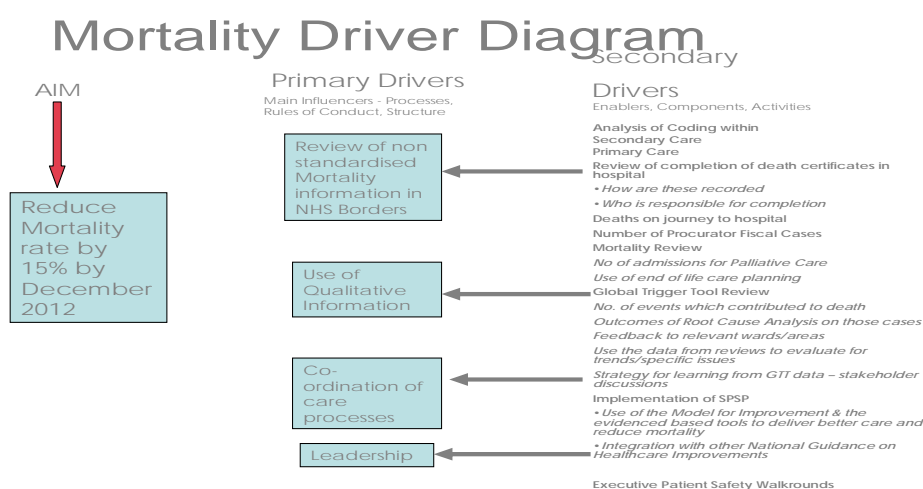 Mortality Driver Diagram
AIM
Reduce
Mortality
rate by
15% by
December
2012
Primary Drivers
Main Influencers - Processes,
Rules of Conduct, Structure
Review of non
standardised
Mortality
information in
NHS Borders
Use of
Qualitative
Information
Co-
ordination of
care
processes
Leadership
Secondary
Drivers
Enablers, Components, Activities
Analysis of Coding within
Secondary Care
Primary Care
Review of completion of death certificates in
hospital
• How are these recorded
• Who is responsible for completion
Deaths on journey to hospital
Number of Procurator Fiscal Cases
Mortality Review
No of admissions for Palliative Care
Use of end of life care planning
Global Trigger Tool Review
No. of events which contributed to death
Outcomes of Root Cause Analysis on those cases
Feedback to relevant wards/areas
Use the data from reviews to evaluate for
trends/specific issues
Strategy for learning from GTT data – stakeholder
discussions
Implementation of SPSP
• Use of the Model for Improvement & the
evidenced based tools to deliver better care and
reduce mortality
• Integration with other National Guidance on
Healthcare Improvements
Executive Patient Safety Walkrounds